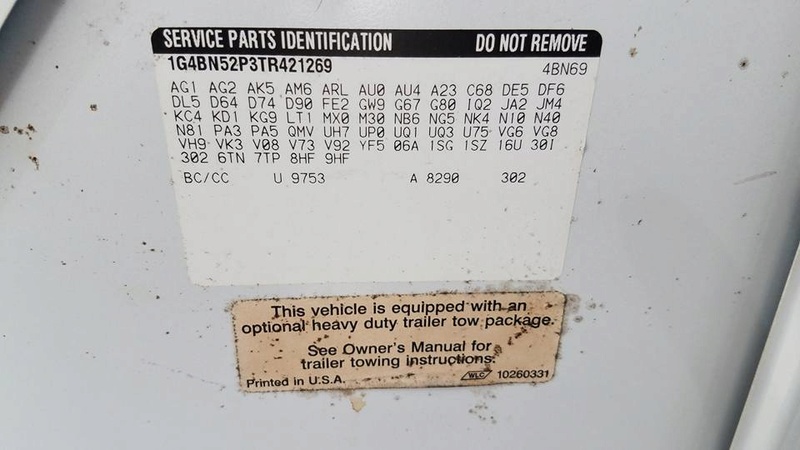 SERVICE PARTS IDENTIFICATION DO NOT REMOVE
1G4BN52P3TR421269 4BN69
AG1 AG2 AK5 AM6 ARL AU0 AU4 A23 C68 DE5 DF6
DL5 D64 D74 D90 FE2 GW9 G67 G80 IQ2 JA2 JM4
KC4 KD1 KG9 LT1 MX0 M30 NB6 NG5 NK4 N10 N40
N81 PA3 PA5 QMV UH7 UP0 UQ1 UQ3 U75 VG6 VG8
VH9 VK3 V08 V73 V92 YF5 06A 1SG 1SZ 16U 30I
302 6TN 7TP 8HF 9HF
BC/CC U 9753 A 8290 302
This vehicle is equipped with an
optional heavy duty trailer tow package.
See Owner's Manual for
trailer towing instructions.
Printed in U.S.A. WLC 10260331